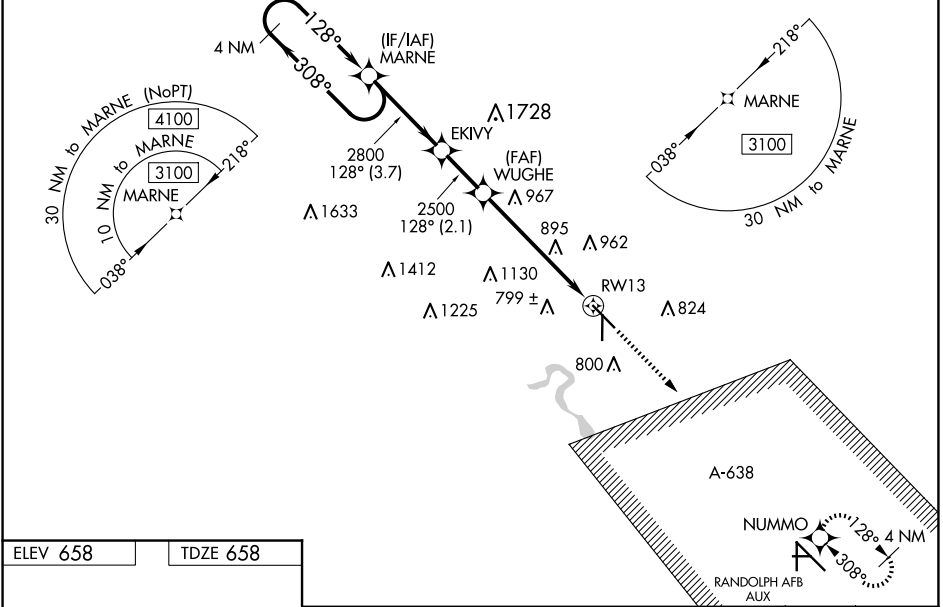 128°
308°
4 NM
(IF/IAF)
MARNE
218°
MARNE
3100
038°
30 NM to MARNE
30 NM to MARNE (NoPT)
4100
10 NM to MARNE
3100
MARNE
218°
038°
1728
EKIVY
2800
128° (3.7)
(FAF)
WUGHE
967
2500
128° (2.1)
1633
895
962
1412
1130
799 ±
RW13
1225
824
800
A-638
NUMMO
128°
4 NM
308°
RANDOLPH AFB
AUX
ELEV 658
TDZE 658